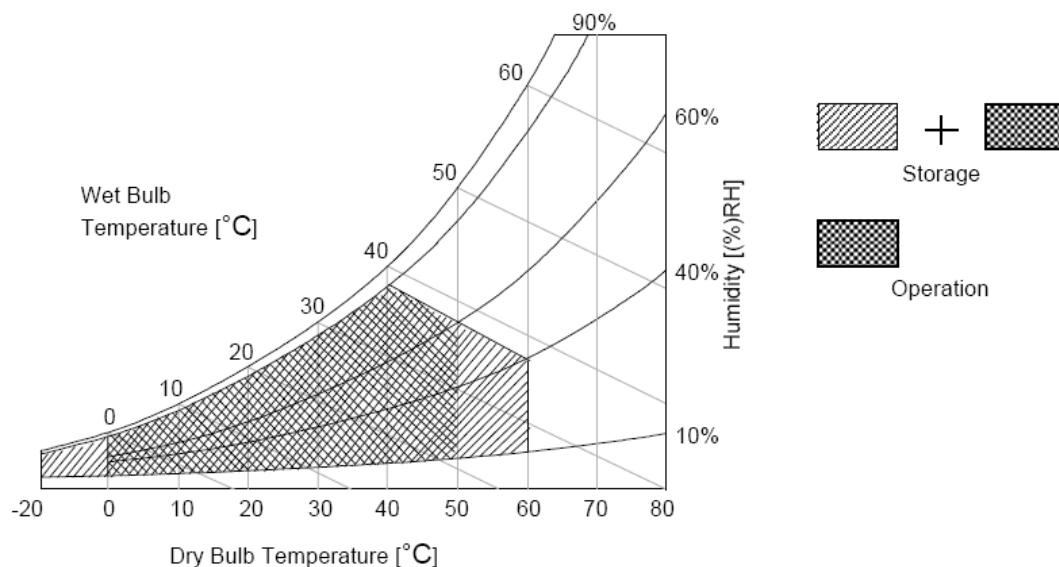 90%
60
60%
50
Wet Bulb
Temperature [°C]
40
40%
30
20
10
0
10%
Humidity [(%)RH]
-20 0 10 20 30 40 50 60 70 80
Dry Bulb Temperature [°C]
+
Storage
Operation